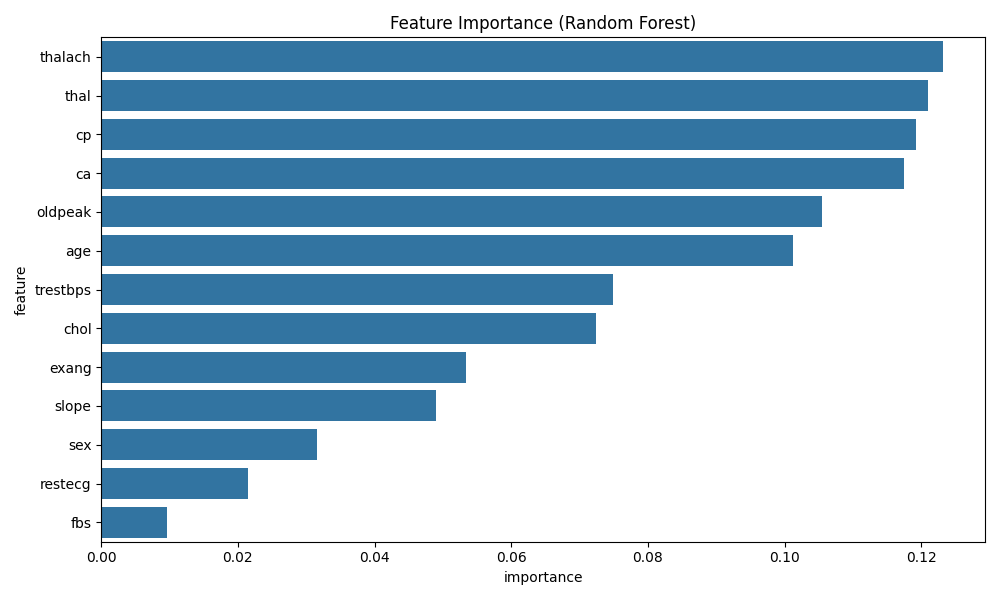 Feature Importance (Random Forest)
feature
thalach
thal
cp
ca
oldpeak
age
trestbps
chol
exang
slope
sex
restecg
fbs
0.00 0.02 0.04 0.06 0.08 0.10 0.12
importance